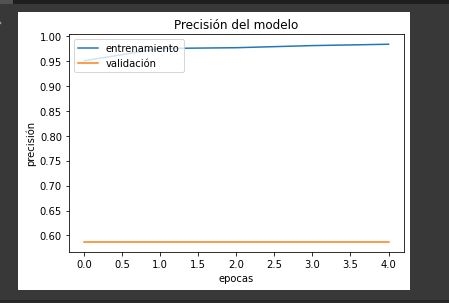 Precisión del modelo
1.00
0.95
0.90
0.85
0.80
0.75
0.70
0.65
0.60
precisión
entrenamiento
validación
0.0 0.5 1.0 1.5 2.0 2.5 3.0 3.5 4.0
epocas